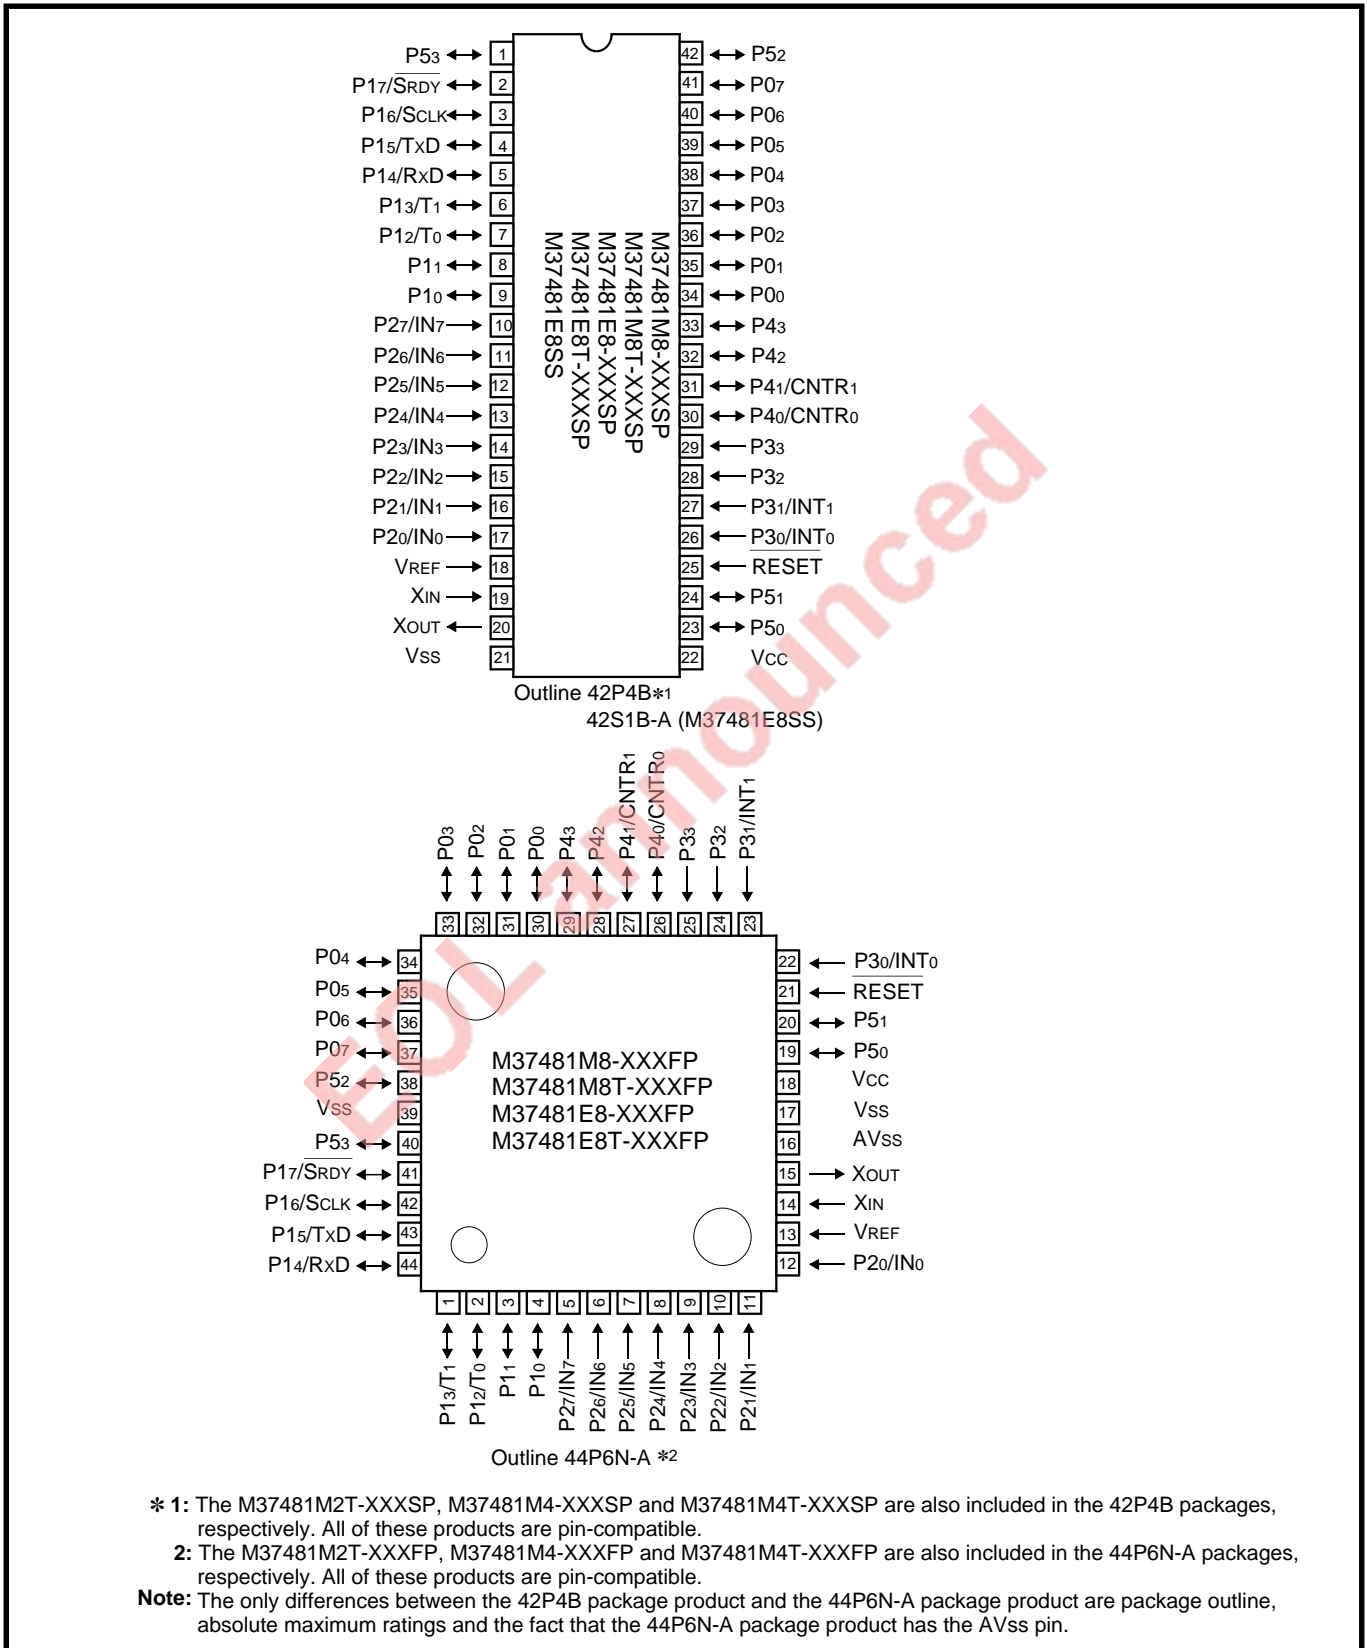 P53 1 42 P52
P17/SRDY 2 41 P07
P16/SCLK 3 40 P06
P15/TxD 4 39 P05
P14/RxD 5 38 P04
P13/T1 6 37 P03
P12/T0 7 36 P02
P11 8 35 P01
P10 9 34 P00
P27/IN7 10 33 P43
P26/IN6 11 32 P42
P25/IN5 12 31 P41/CNTR1
P24/IN4 13 30 P40/CNTR0
P23/IN3 14 29 P33
P22/IN2 15 28 P32
P21/IN1 16 27 P31/INT1
P20/IN0 17 26 P30/INT0
VREF 18 25 RESET
XIN 19 24 P51
XOUT 20 23 P50
VSS 21 22 VCC
M37481M8-XXXSP
M37481M8T-XXXSP
M37481E8-XXXSP
M37481E8T-XXXSP
M37481E8SS
Outline 42P4B✻1
42S1B-A (M37481E8SS)
P03 P02 P01 P00 P43 P42 P41/CNTR1 P40/CNTR0 P33 P32 P31/INT1
33 32 31 30 29 28 27 26 25 24 23
P04 34 22 P30/INT0
P05 35 21 RESET
P06 36 20 P51
P07 37 19 P50
P52 38 18 VCC
VSS 39 17 VSS
P53 40 16 AVSS
P17/SRDY 41 15 XOUT
P16/SCLK 42 14 XIN
P15/TxD 43 13 VREF
P14/RxD 44 12 P20/IN0
M37481M8-XXXFP
M37481M8T-XXXFP
M37481E8-XXXFP
M37481E8T-XXXFP
1 2 3 4 5 6 7 8 9 10 11
P13/T1 P12/T0 P11 P10 P27/IN7 P26/IN6 P25/IN5 P24/IN4 P23/IN3 P22/IN2 P21/IN1
Outline 44P6N-A ✻2
EOL announced
✻ 1: The M37481M2T-XXXSP, M37481M4-XXXSP and M37481M4T-XXXSP are also included in the 42P4B packages,
respectively. All of these products are pin-compatible.
2: The M37481M2T-XXXFP, M37481M4-XXXFP and M37481M4T-XXXFP are also included in the 44P6N-A packages,
respectively. All of these products are pin-compatible.
Note: The only differences between the 42P4B package product and the 44P6N-A package product are package outline,
absolute maximum ratings and the fact that the 44P6N-A package product has the AVss pin.